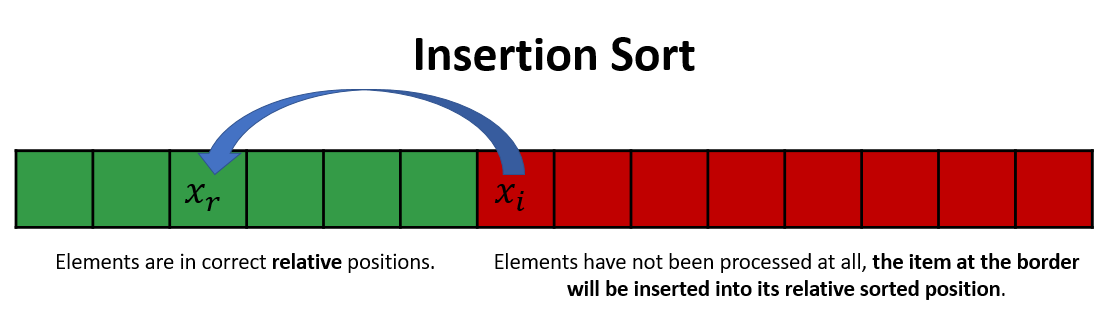 Insertion Sort
x_r
x_i
Elements are in correct relative positions.
Elements have not been processed at all, the item at the border
will be inserted into its relative sorted position.